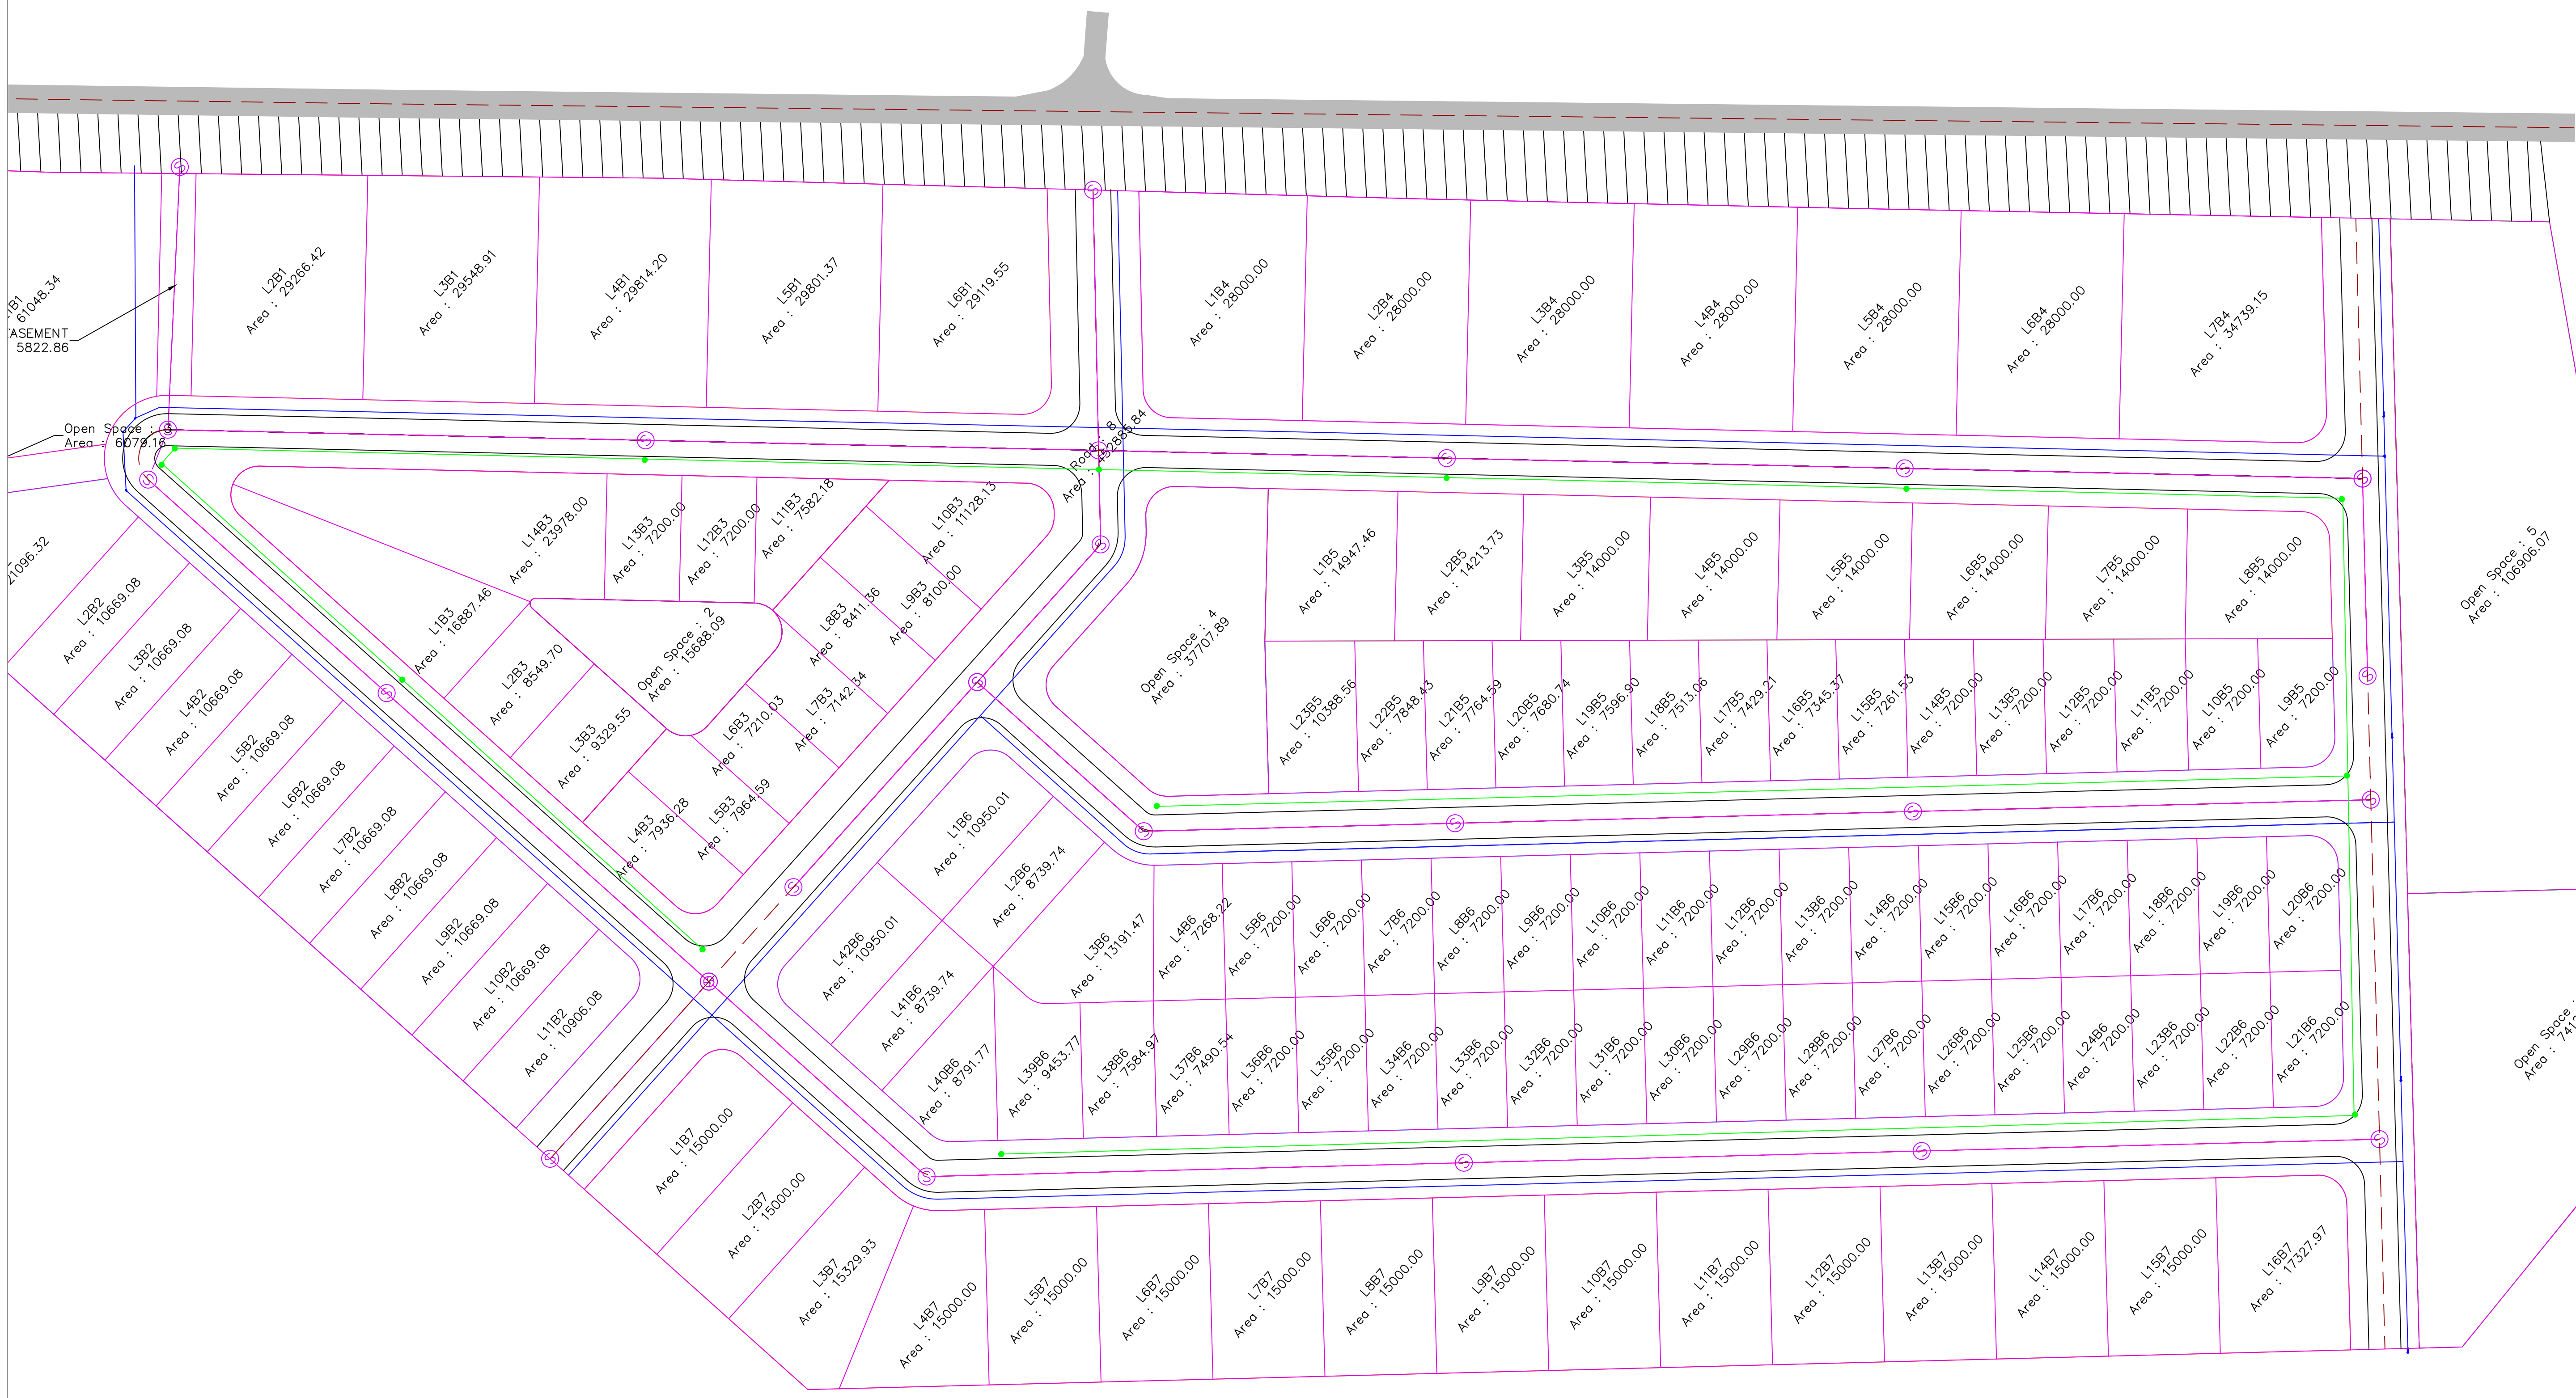 L2B1
Area : 29266.42
L3B1
Area : 29548.91
L4B1
Area : 29814.20
L5B1
Area : 29801.37
L6B1
Area : 29119.55
L1B4
Area : 28000.00
L2B4
Area : 28000.00
L3B4
Area : 28000.00
L4B4
Area : 28000.00
L5B4
Area : 28000.00
L6B4
Area : 28000.00
L7B4
Area : 34739.15
61048.34
5822.86
Open Space : 3
Area : 6079.16
Road : 8
21096.32
L14B3
Area : 23978.00
L13B3
Area : 7200.00
L12B3
Area : 7200.00
L11B3
Area : 7582.18
L10B3
Area : 11128.13
L9B3
Area : 8100.00
L8B3
Area : 8411.36
L7B3
Area : 7142.34
L6B3
Area : 7210.03
L5B3
Area : 7964.59
L4B3
Area : 7936.28
L3B3
Area : 9329.55
L2B3
Area : 8549.70
L1B3
Area : 16887.46
Open Space : 2
Area : 15688.09
L2B2
Area : 10669.08
L3B2
Area : 10669.08
L4B2
Area : 10669.08
L5B2
Area : 10669.08
L6B2
Area : 10669.08
L7B2
Area : 10669.08
L8B2
Area : 10669.08
L9B2
Area : 10669.08
L10B2
Area : 10669.08
L11B2
Area : 10906.08
Open Space : 4
Area : 37707.89
L1B5
Area : 14947.46
L2B5
Area : 14213.73
L3B5
Area : 14000.00
L4B5
Area : 14000.00
L5B5
Area : 14000.00
L6B5
Area : 14000.00
L7B5
Area : 14000.00
L8B5
Area : 14000.00
L23B5
Area : 10388.56
L22B5
Area : 7848.43
L21B5
Area : 7764.59
L20B5
Area : 7680.74
L19B5
Area : 7596.90
L18B5
Area : 7513.06
L17B5
Area : 7429.21
L16B5
Area : 7345.37
L15B5
Area : 7261.53
L14B5
Area : 7200.00
L13B5
Area : 7200.00
L12B5
Area : 7200.00
L11B5
Area : 7200.00
L10B5
Area : 7200.00
L9B5
Area : 7200.00
Open Space : 5
Area : 106906.07
L1B6
Area : 10950.01
L2B6
Area : 8739.74
L3B6
Area : 13191.47
L4B6
Area : 7268.22
L5B6
Area : 7200.00
L6B6
Area : 7200.00
L7B6
Area : 7200.00
L8B6
Area : 7200.00
L9B6
Area : 7200.00
L10B6
Area : 7200.00
L11B6
Area : 7200.00
L12B6
Area : 7200.00
L13B6
Area : 7200.00
L14B6
Area : 7200.00
L15B6
Area : 7200.00
L16B6
Area : 7200.00
L17B6
Area : 7200.00
L18B6
Area : 7200.00
L19B6
Area : 7200.00
L20B6
Area : 7200.00
L42B6
Area : 10950.01
L41B6
Area : 8739.74
L40B6
Area : 8791.77
L39B6
Area : 9453.77
L38B6
Area : 7584.97
L37B6
Area : 7490.54
L36B6
Area : 7200.00
L35B6
Area : 7200.00
L34B6
Area : 7200.00
L33B6
Area : 7200.00
L32B6
Area : 7200.00
L31B6
Area : 7200.00
L30B6
Area : 7200.00
L29B6
Area : 7200.00
L28B6
Area : 7200.00
L27B6
Area : 7200.00
L26B6
Area : 7200.00
L25B6
Area : 7200.00
L24B6
Area : 7200.00
L23B6
Area : 7200.00
L22B6
Area : 7200.00
L21B6
Area : 7200.00
Open Space :
L1B7
Area : 15000.00
L2B7
Area : 15000.00
L3B7
Area : 15329.93
L4B7
Area : 15000.00
L5B7
Area : 15000.00
L6B7
Area : 15000.00
L7B7
Area : 15000.00
L8B7
Area : 15000.00
L9B7
Area : 15000.00
L10B7
Area : 15000.00
L11B7
Area : 15000.00
L12B7
Area : 15000.00
L13B7
Area : 15000.00
L14B7
Area : 15000.00
L15B7
Area : 15000.00
L16B7
Area : 17327.97